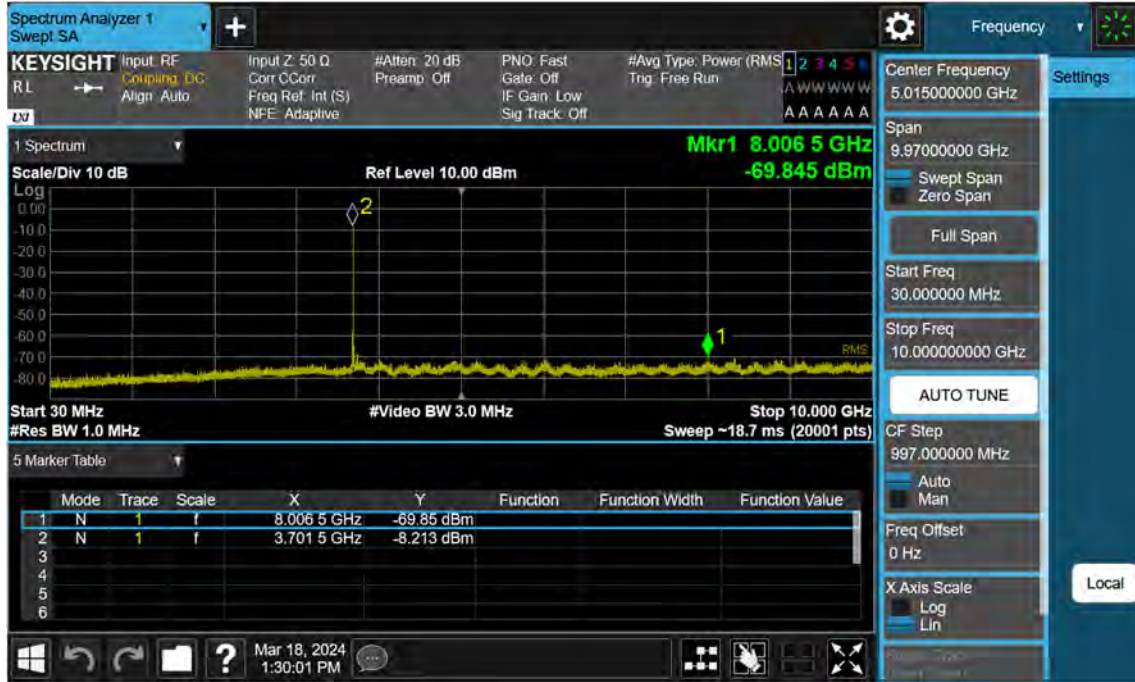 Spectrum Analyzer 1
Swept SA
+
Frequency
KEYSIGHT
RL
LXI
Input: RF
Coupling: DC
Align: Auto
Input Z: 50 Ω
Corr CCorr
Freq Ref: Int (S)
NFE: Adaptive
#Atten: 20 dB
Preamp: Off
PNO: Fast
Gate: Off
IF Gain: Low
Sig Track: Off
#Avg Type: Power (RMS
Trig: Free Run
1 2 3 4 5 6
A W W W W W
A A A A A A
1 Spectrum
Scale/Div 10 dB
Ref Level 10.00 dBm
Mkr1 8.006 5 GHz
-69.845 dBm
Log
0.00
-10.0
-20.0
-30.0
-40.0
-50.0
-60.0
-70.0
-80.0
2
1
RMS
Start 30 MHz
#Video BW 3.0 MHz
Stop 10.000 GHz
#Res BW 1.0 MHz
Sweep ~18.7 ms (20001 pts)
5 Marker Table
Mode Trace Scale X Y Function Function Width Function Value
1 N 1 f 8.006 5 GHz -69.85 dBm
2 N 1 f 3.701 5 GHz -8.213 dBm
3
4
5
6
Center Frequency
5.015000000 GHz
Span
9.97000000 GHz
Swept Span
Zero Span
Full Span
Start Freq
30.000000 MHz
Stop Freq
10.000000000 GHz
AUTO TUNE
CF Step
997.000000 MHz
Auto
Man
Freq Offset
0 Hz
X Axis Scale
Log
Lin
Settings
Local
?
Mar 18, 2024
1:30:01 PM